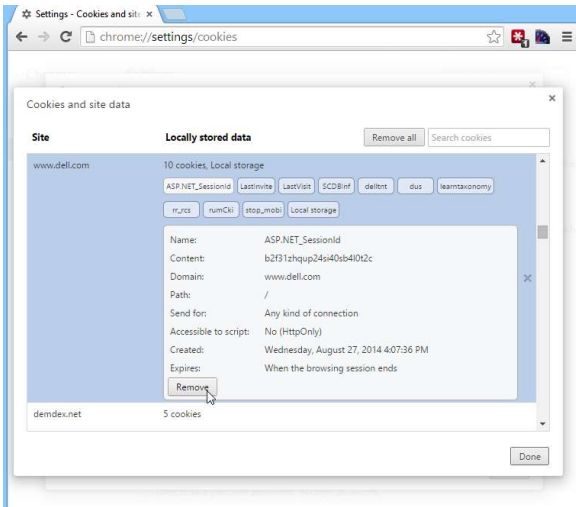 Settings - Cookies and site
chrome://settings/cookies
Cookies and site data
Site Locally stored data Remove all Search cookies
www.dell.com 10 cookies, Local storage
ASP.NET_SessionId LastInvite LastVisit SCDBinf delltnt dus learntaxonomy
rr_rcs rumCki stop_mobi Local storage
Name: ASP.NET_SessionId
Content: b2f31zhqup24si40sb4l0t2c
Domain: www.dell.com
Path: /
Send for: Any kind of connection
Accessible to script: No (HttpOnly)
Created: Wednesday, August 27, 2014 4:07:36 PM
Expires: When the browsing session ends
Remove
demdex.net 5 cookies
Done